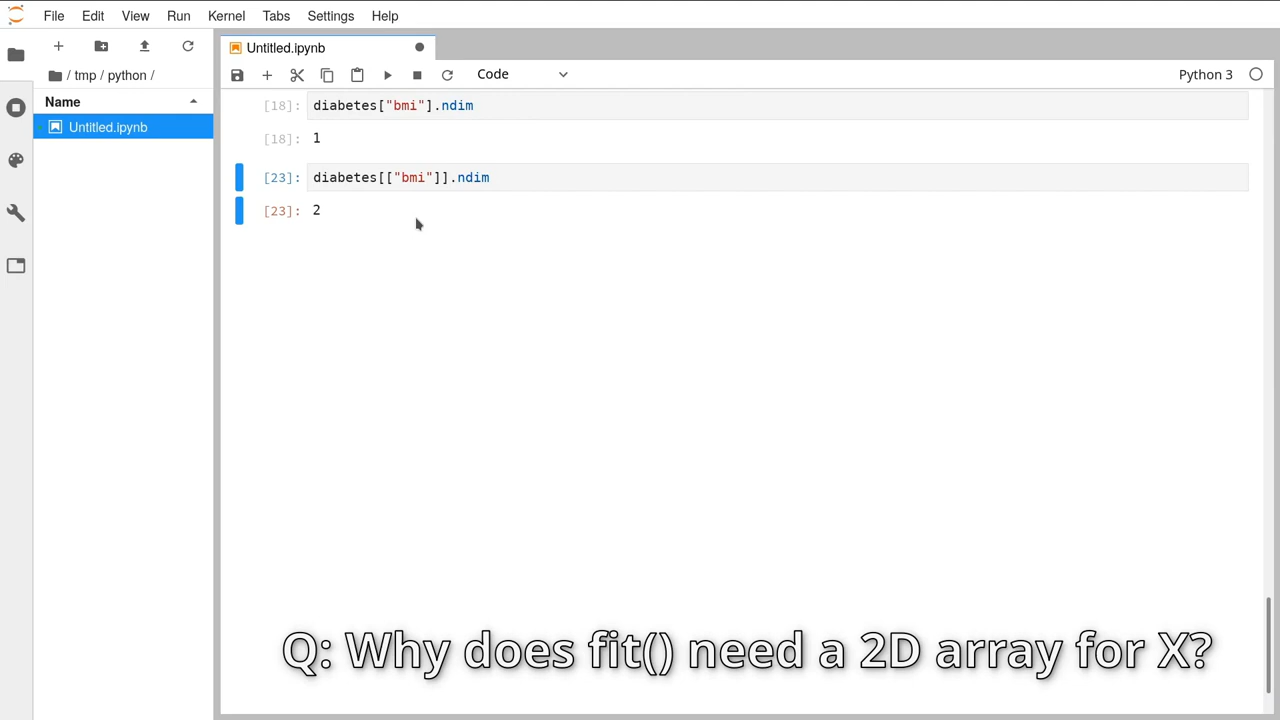 File Edit View Run Kernel Tabs Settings Help
Untitled.ipynb
/ tmp / python /
Code
Python 3
Name
Untitled.ipynb
[18]: diabetes["bmi"].ndim
[18]: 1
[23]: diabetes[["bmi"]].ndim
[23]: 2
Q: Why does fit() need a 2D array for X?